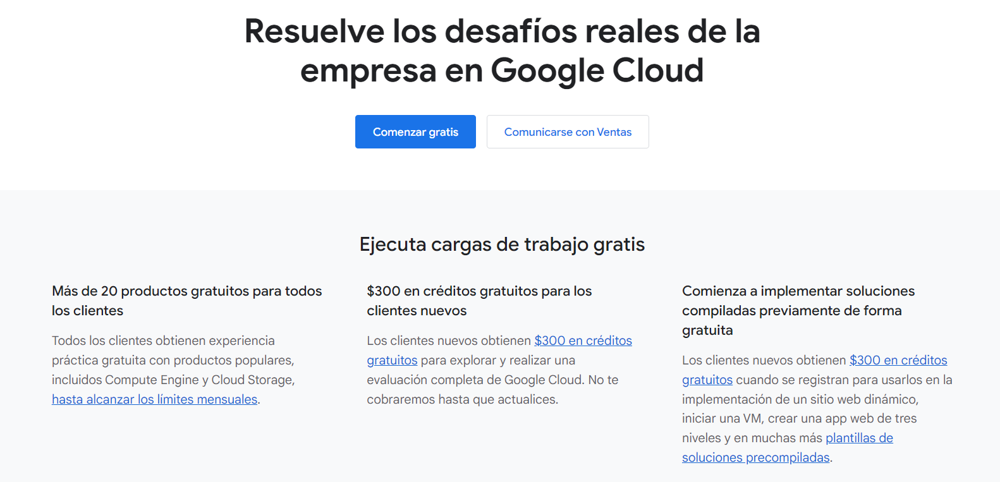 Resuelve los desafíos reales de la
empresa en Google Cloud
Comenzar gratis
Comunicarse con Ventas
Ejecuta cargas de trabajo gratis
Más de 20 productos gratuitos para todos
los clientes
Todos los clientes obtienen experiencia
práctica gratuita con productos populares,
incluidos Compute Engine y Cloud Storage,
hasta alcanzar los límites mensuales.
$300 en créditos gratuitos para los
clientes nuevos
Los clientes nuevos obtienen $300 en créditos
gratuitos para explorar y realizar una
evaluación completa de Google Cloud. No te
cobraremos hasta que actualices.
Comienza a implementar soluciones
compiladas previamente de forma
gratuita
Los clientes nuevos obtienen $300 en créditos
gratuitos cuando se registran para usarlos en la
implementación de un sitio web dinámico,
iniciar una VM, crear una app web de tres
niveles y en muchas más plantillas de
soluciones precompiladas.